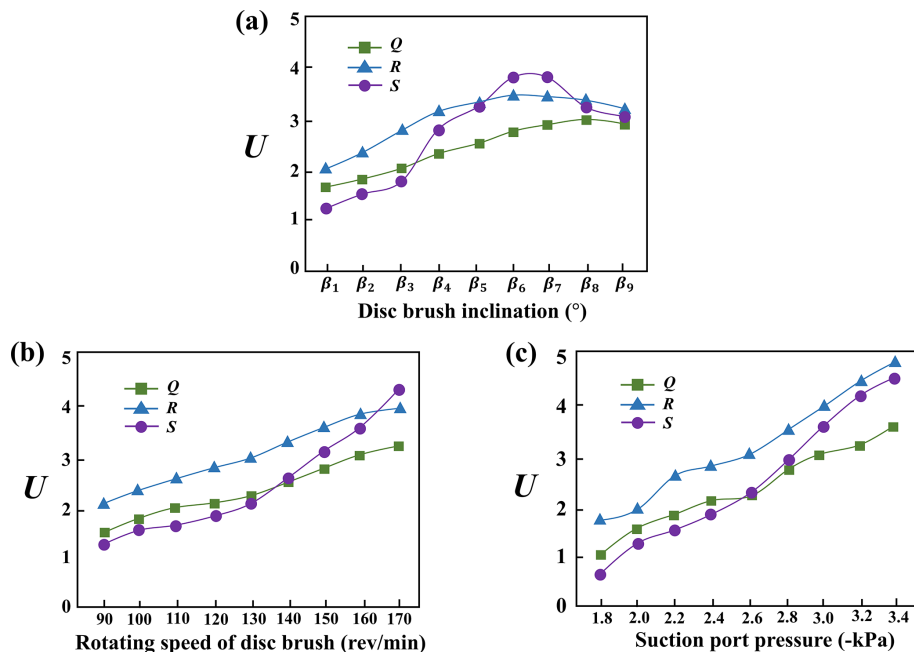 (a)
5
4
3
2
1
0
U
Q
R
S
β₁ β₂ β₃ β₄ β₅ β₆ β₇ β₈ β₉
Disc brush inclination (°)
(b)
5
4
3
2
1
0
U
Q
R
S
90 100 110 120 130 140 150 160 170
Rotating speed of disc brush (rev/min)
(c)
5
4
3
2
1
0
U
Q
R
S
1.8 2.0 2.2 2.4 2.6 2.8 3.0 3.2 3.4
Suction port pressure (-kPa)